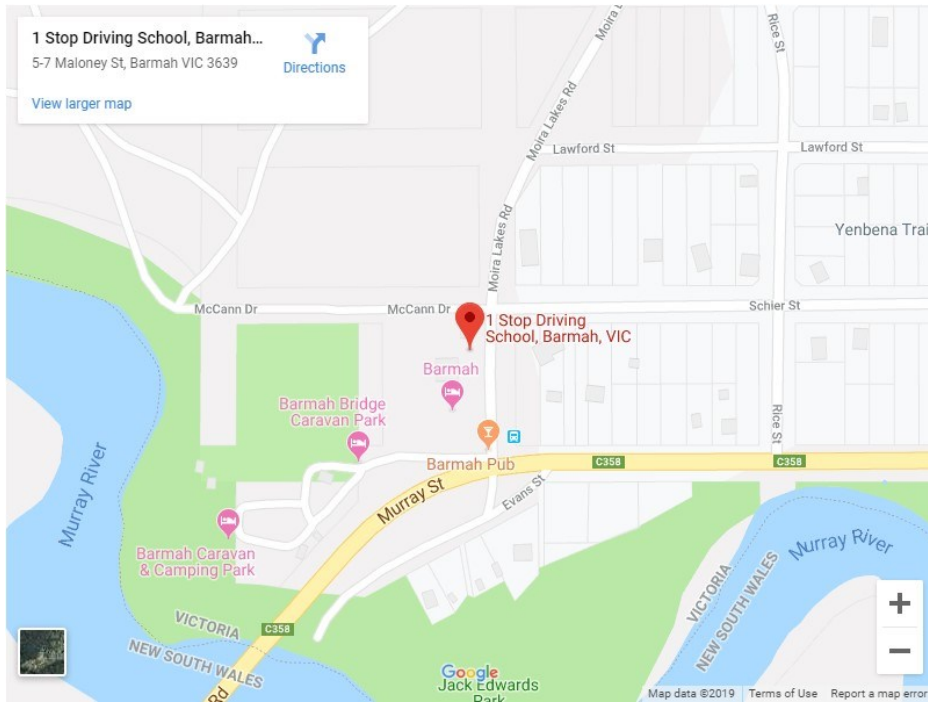 1 Stop Driving School, Barmah...
5-7 Maloney St, Barmah VIC 3639
Directions
View larger map
Moira
Rice St
Moira Lakes Rd
Lawford St
Lawford St
Moira Lakes Rd
Yenbena Trai
McCann Dr
McCann Dr
Schier St
1 Stop Driving
School, Barmah, VIC
Barmah
Barmah Bridge
Caravan Park
Rice St
Barmah Pub
C358
C358
Murray St
Evans St
Murray River
Murray River
Barmah Caravan
& Camping Park
VICTORIA
NEW SOUTH WALES
VICTORIA
NEW SOUTH WALES
C358
Rd
Google
Jack Edwards
Park
+
−
Map data ©2019 Terms of Use Report a map error